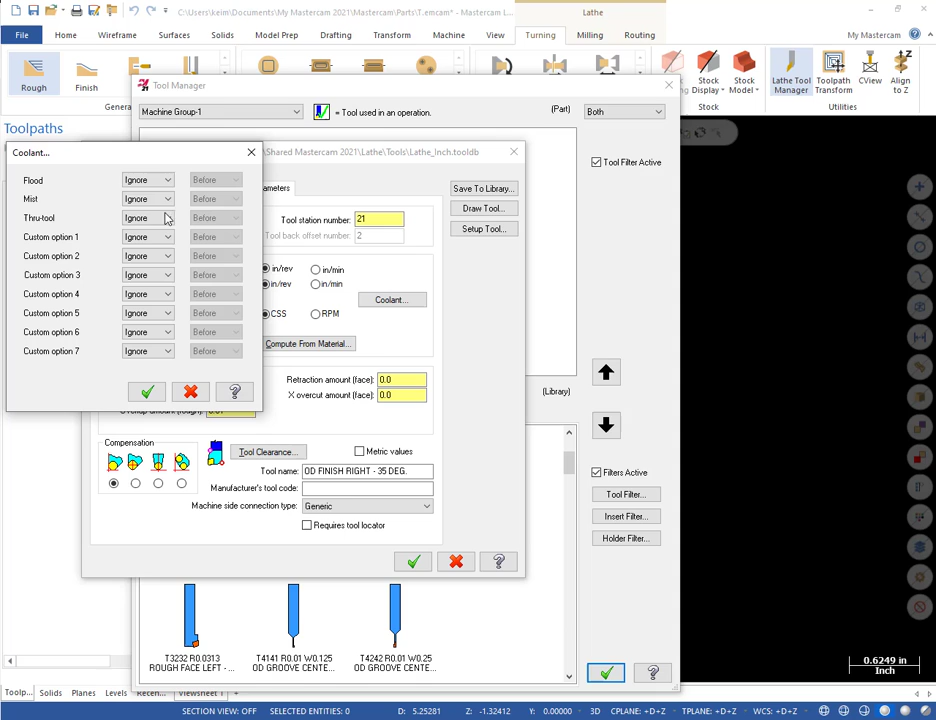 C:\Users\keim\Documents\My Mastercam 2021\Mastercam\Parts\T.emcam* - Mastercam L...
Lathe
File
Home
Wireframe
Surfaces
Solids
Model Prep
Drafting
Transform
Machine
View
Turning
Milling
Routing
My Mastercam
Rough
Finish
Stock Display
Stock Model
Lathe Tool Manager
Toolpath Transform
CView
Align to Z
Genera
Stock
Utilities
Toolpaths
Tool Manager
Machine Group-1
= Tool used in an operation.
(Part)
Both
Tool Filter Active
Shared Mastercam 2021\Lathe\Tools\Lathe_Inch.tooldb
ameters
Save To Library...
Draw Tool...
Setup Tool...
Tool station number: 21
Tool back offset number: 2
in/rev in/min
in/rev in/min
Coolant...
CSS RPM
Compute From Material...
Retraction amount (face): 0.0
X overcut amount (face): 0.0
Overlap amount (rough): 0.01
Compensation
Tool Clearance...
Metric values
Tool name: OD FINISH RIGHT - 35 DEG.
Manufacturer's tool code:
Machine side connection type: Generic
Requires tool locator
Coolant...
Flood Ignore Before
Mist Ignore Before
Thru-tool Ignore Before
Custom option 1 Ignore Before
Custom option 2 Ignore Before
Custom option 3 Ignore Before
Custom option 4 Ignore Before
Custom option 5 Ignore Before
Custom option 6 Ignore Before
Custom option 7 Ignore Before
(Library)
Filters Active
Tool Filter...
Insert Filter...
Holder Filter...
T3232 R0.0313
ROUGH FACE LEFT - ...
T4141 R0.01 W0.125
OD GROOVE CENTE...
T4242 R0.01 W0.25
OD GROOVE CENTE...
0.6249 in
Inch
Toolp...
Solids
Planes
Levels
Recen...
Viewsheet 1
+
SECTION VIEW: OFF
SELECTED ENTITIES: 0
D: 5.25281
Z: -1.32412
Y: 0.00000
3D
CPLANE: +D+Z
TPLANE: +D+Z
WCS: +D+Z